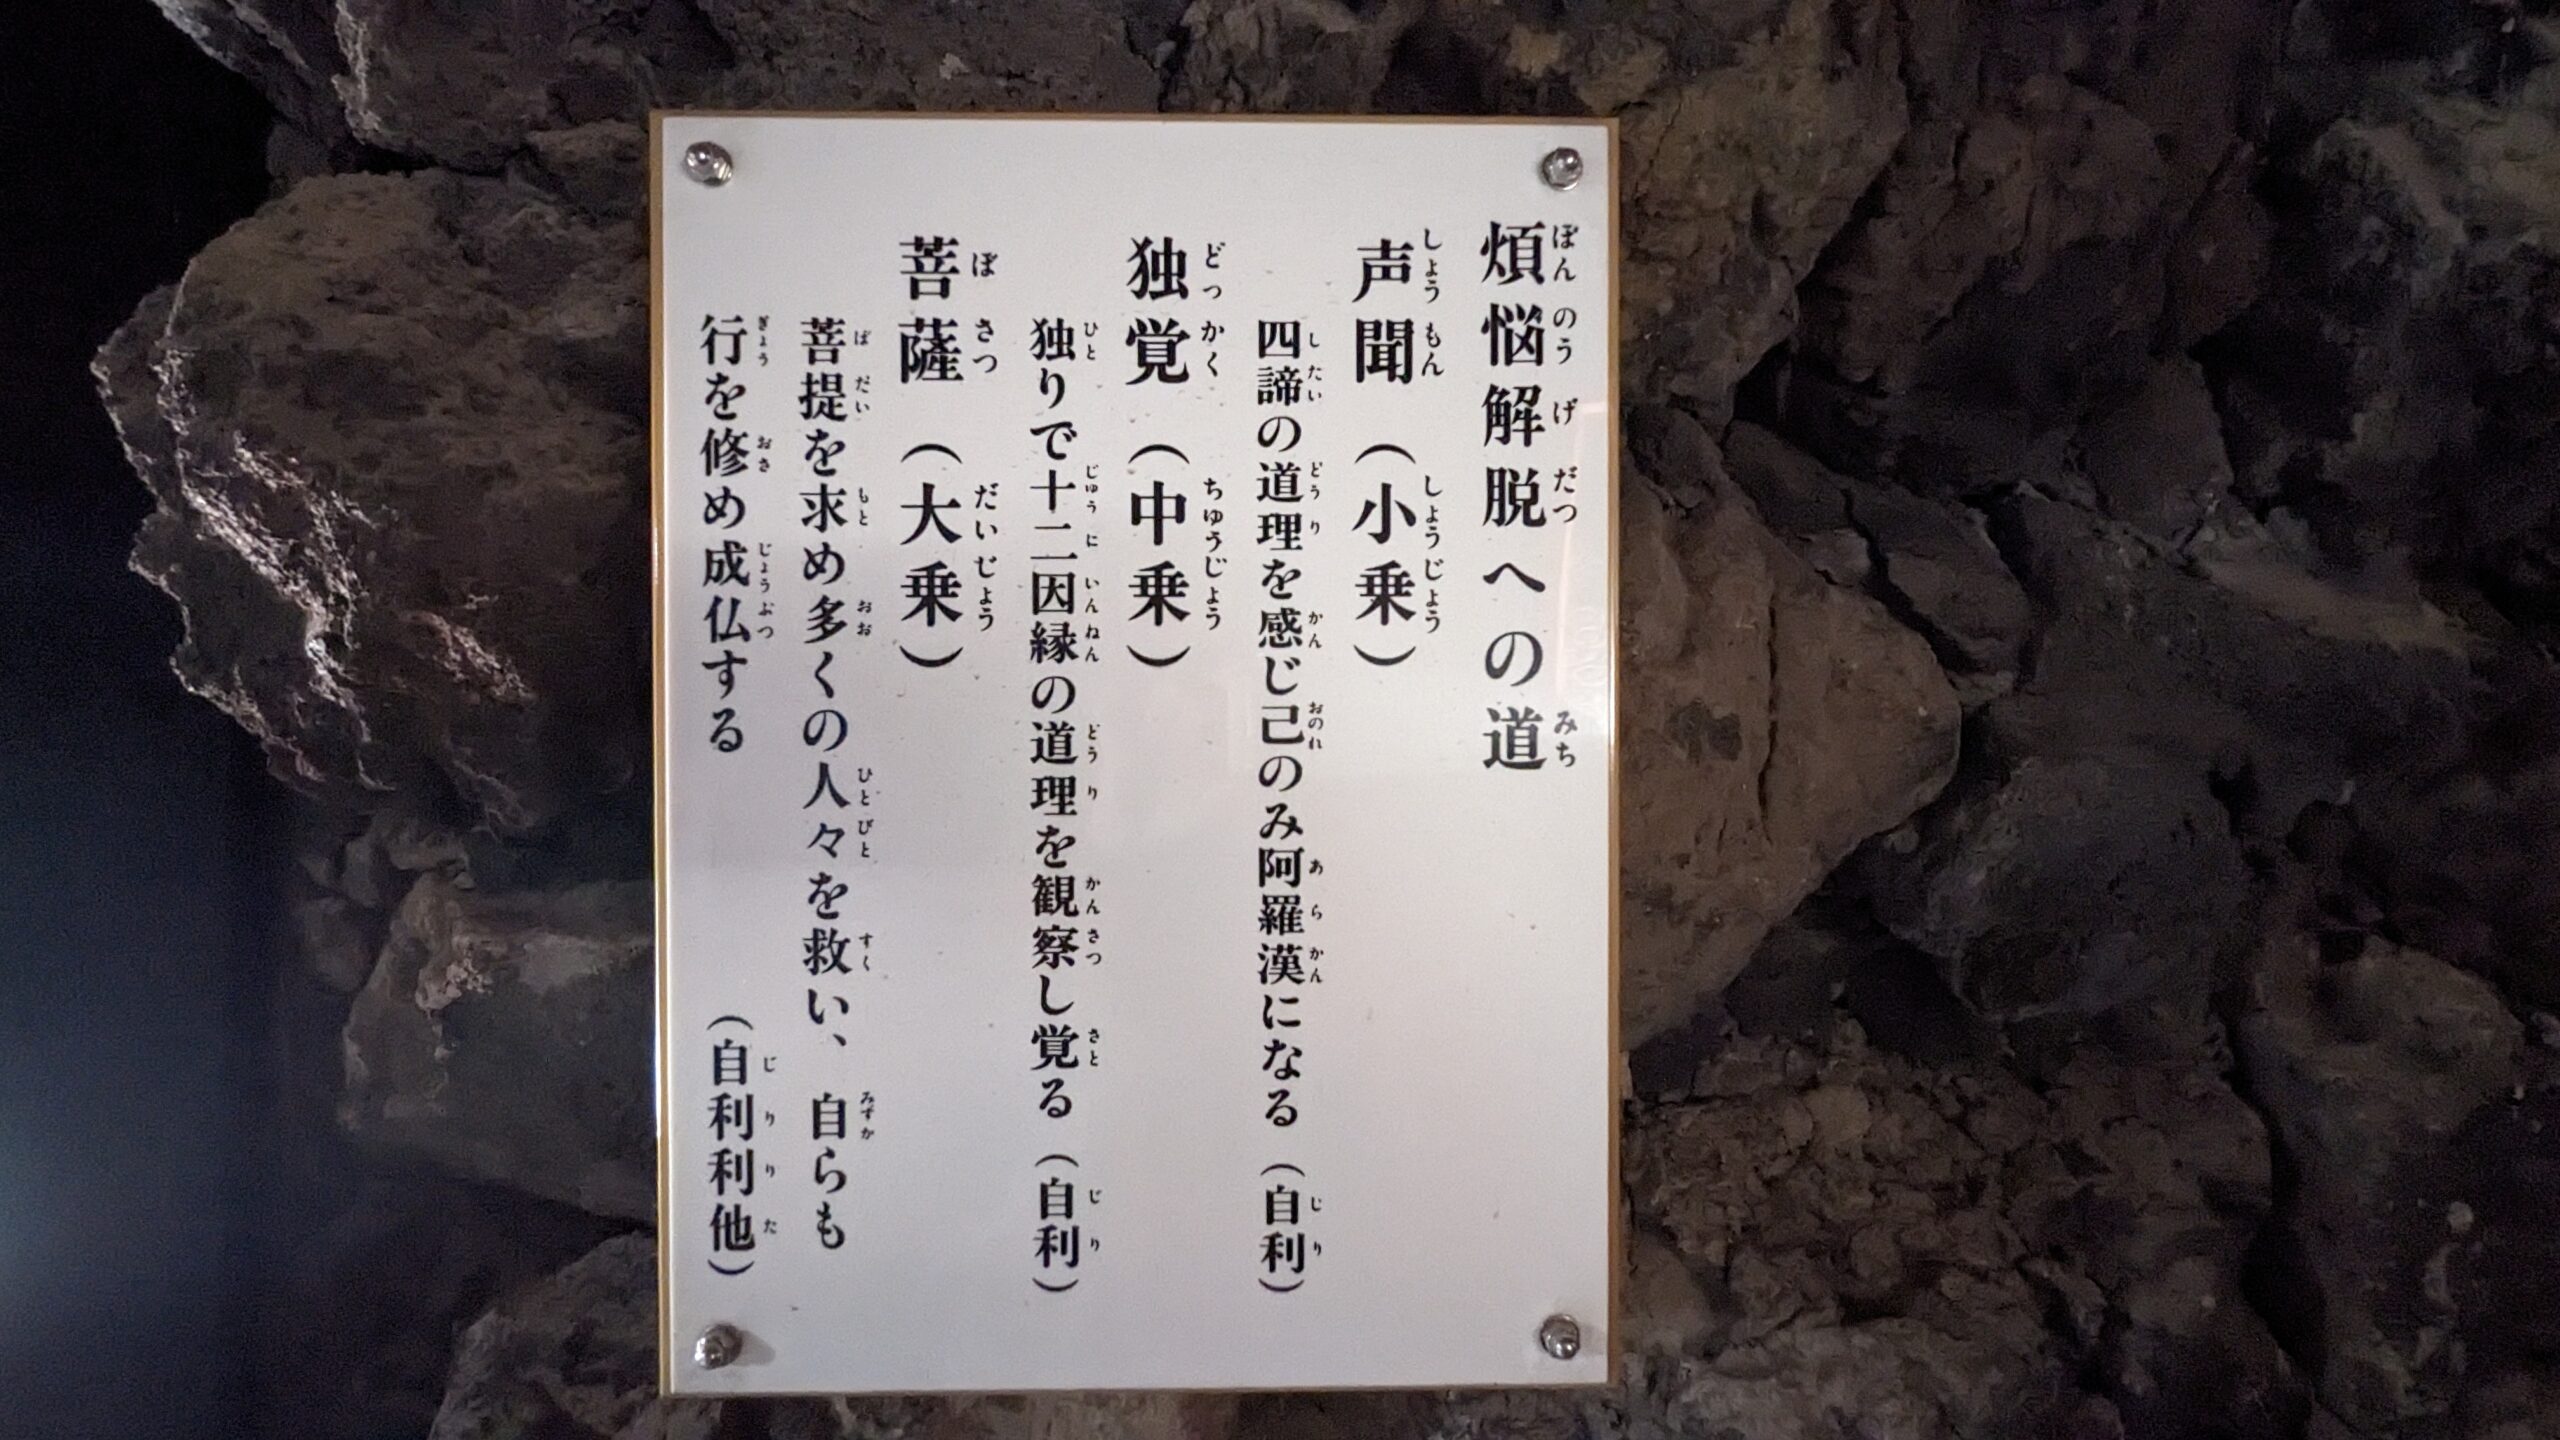 煩悩解脱への道
声聞（小乗）
四諦の道理を感じ己のみ阿羅漢になる（自利）
独覚（中乗）
独りで十二因縁の道理を観察し覚る（自利）
菩薩（大乗）
菩提を求め多くの人々を救い、自らも
行を修め成仏する（自利利他）